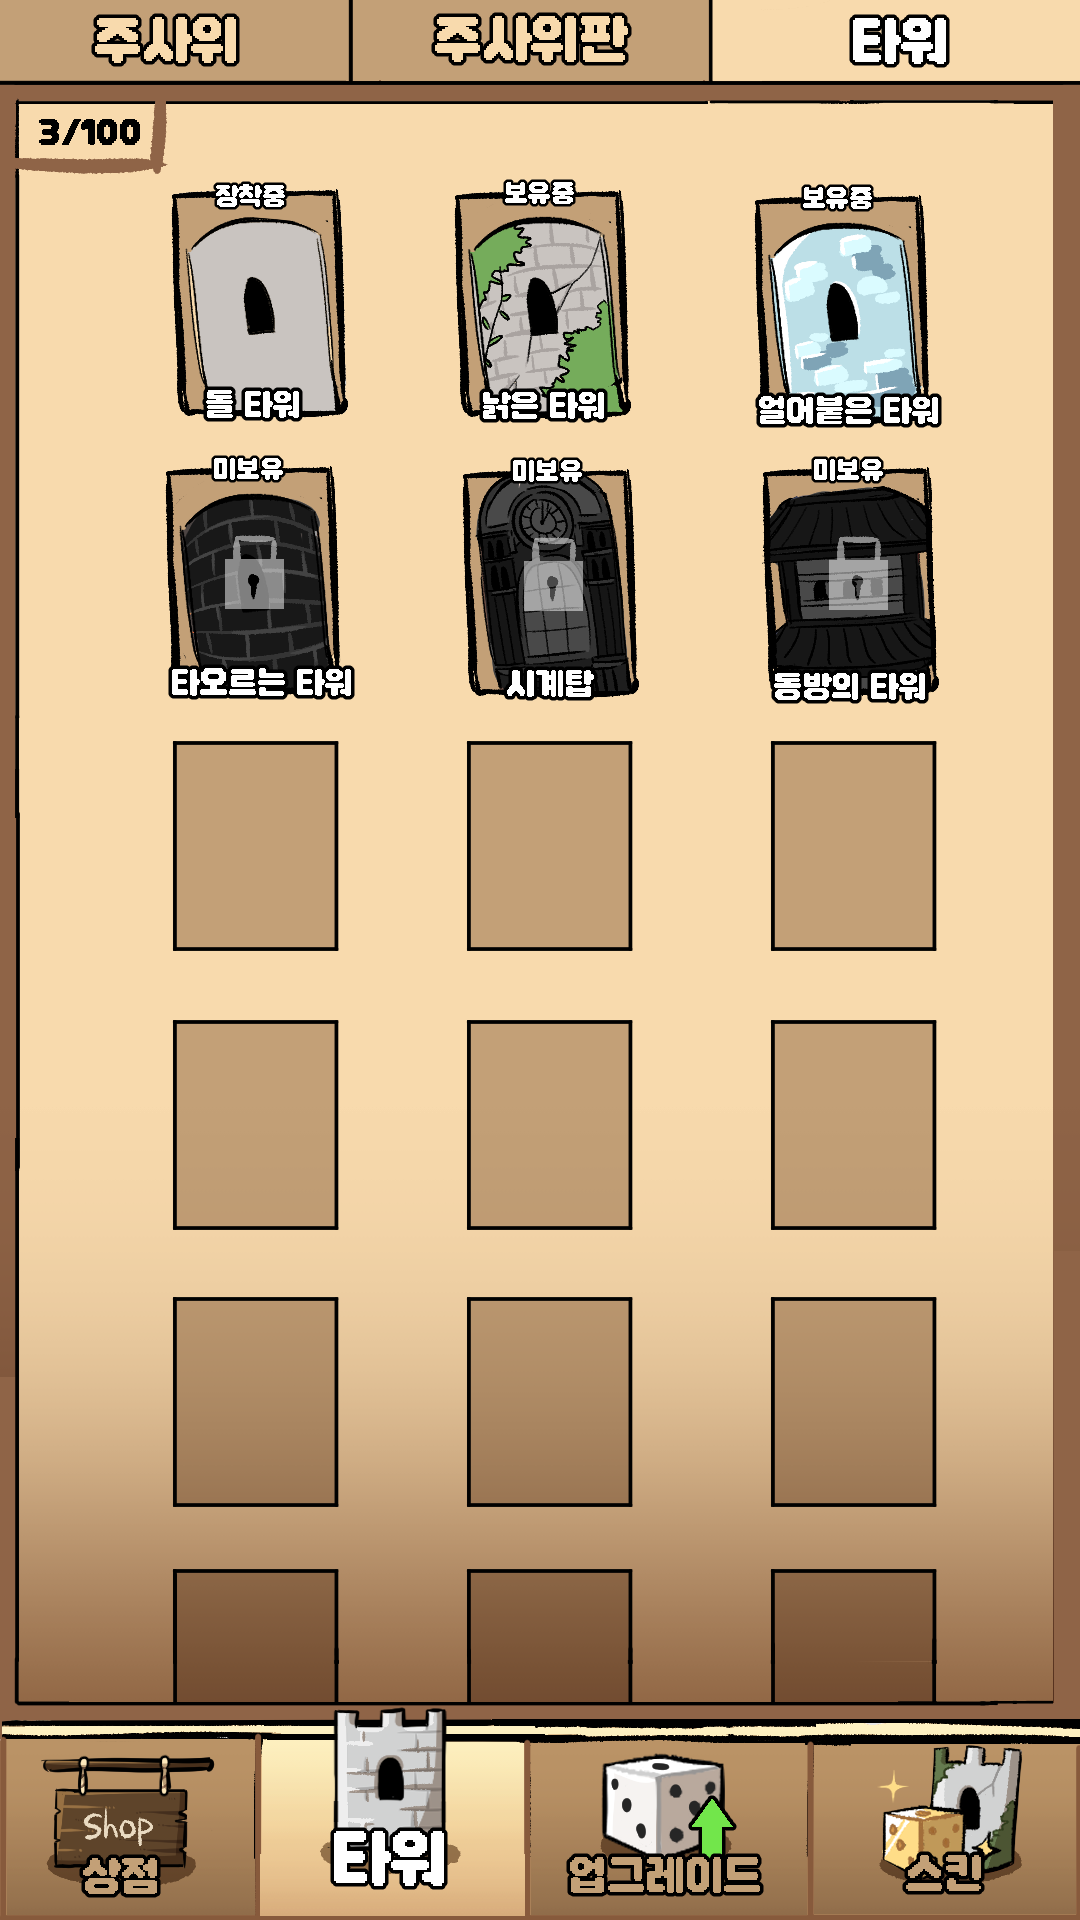 주사위
주사위판
타워
3/100
장착중
보유중
보유중
돌 타워
낡은 타워
얼어붙은 타워
미보유
미보유
미보유
타오르는 타워
시계탑
동방의 타워
Shop
상점
타워
업그레이드
스킨